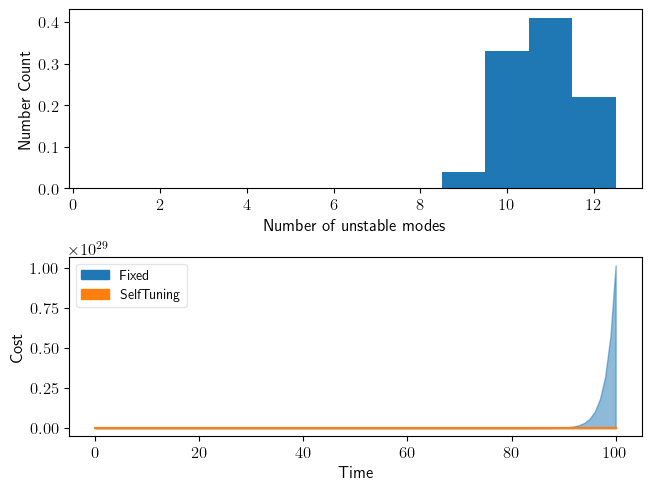 Number Count
0.4
0.3
0.2
0.1
0.0
0 2 4 6 8 10 12
Number of unstable modes
×10²⁹
Cost
1.00
0.75
0.50
0.25
0.00
Fixed
SelfTuning
0 20 40 60 80 100
Time